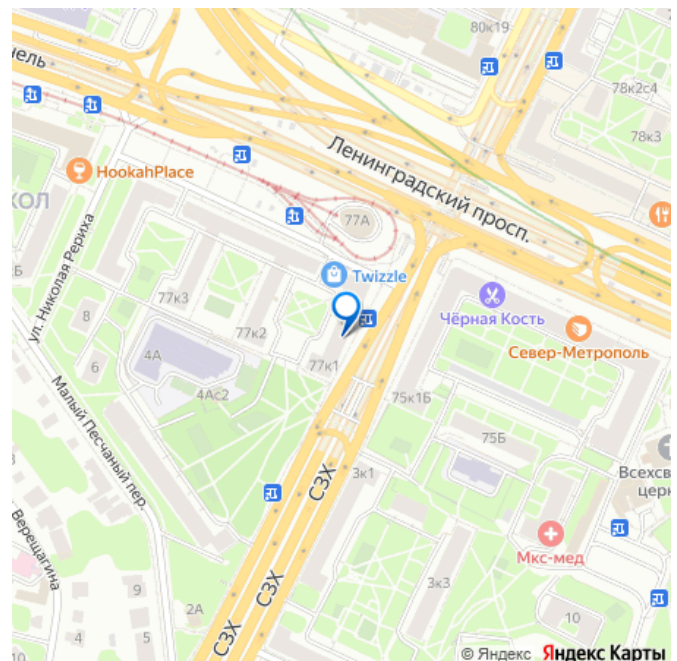 80к19
нель
78к2с4
78к3
Ленинградский просп.
HookahPlace
КОЛ
77А
ул. Николая Рериха
Twizzle
77к3
Чёрная Кость
8
77к2
Север-Метрополь
4А
77к1
6
4Ас2
75к1Б
Малый Песчаный пер.
75Б
Всехсв
церк
3к1
СЗХ
Верещагина
Мкс-мед
9
СЗХ
3к3
2А
10
4
5
СЗХ
© Яндекс Яндекс Карты